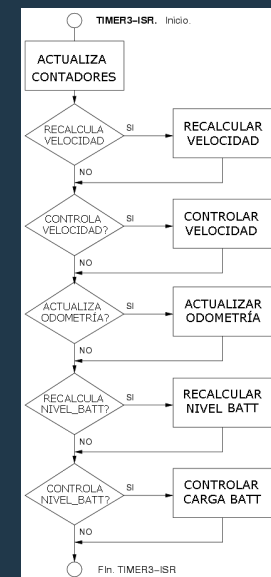 TIMER3-ISR. Inicio.
ACTUALIZA
CONTADORES
RECALCULA
VELOCIDAD
SI
RECALCULAR
VELOCIDAD
NO
CONTROLA
VELOCIDAD?
SI
CONTROLAR
VELOCIDAD
NO
ACTUALIZA
ODOMETRÍA?
SI
ACTUALIZAR
ODOMETRÍA
NO
RECALCULA
NIVEL_BATT?
SI
RECALCULAR
NIVEL BATT
NO
CONTROLA
NIVEL_BATT?
SI
CONTROLAR
CARGA BATT
NO
FIn. TIMER3-ISR